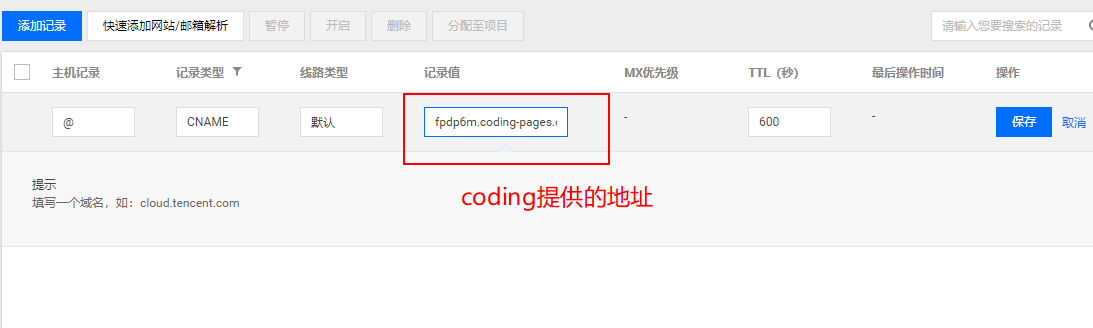 添加记录 快速添加网站/邮箱解析 暂停 开启 删除 分配至项目 请输入您要搜索的记录
主机记录 记录类型 线路类型 记录值 MX优先级 TTL（秒） 最后操作时间 操作
@ CNAME 默认 fpdp6m.coding-pages.c - 600 - 保存 取消
提示
填写一个域名，如：cloud.tencent.com
coding提供的地址